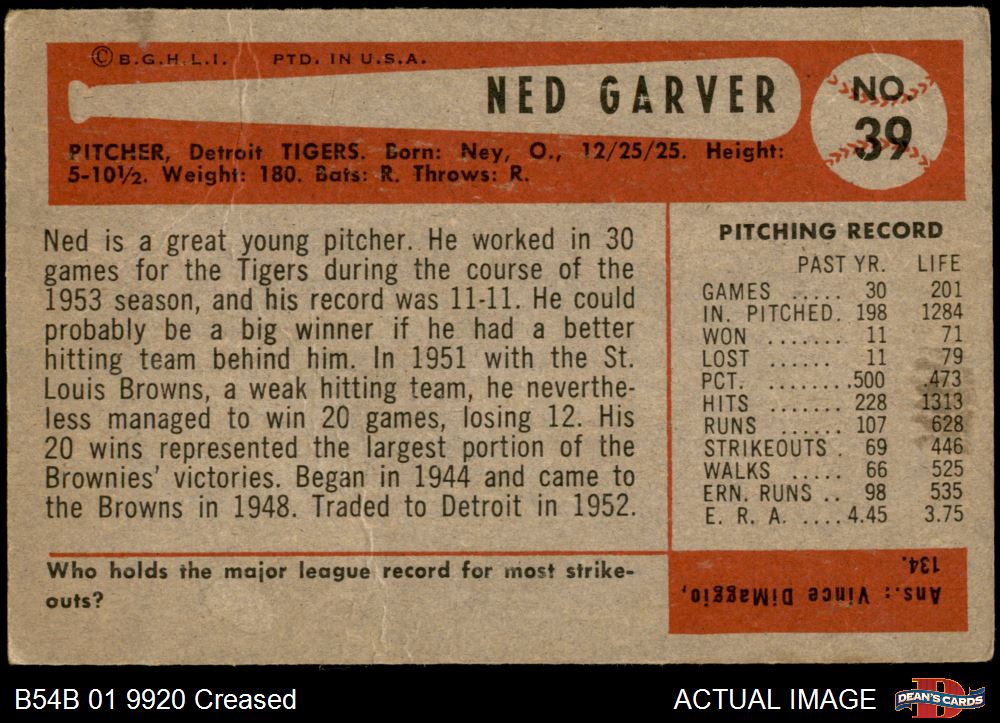 © B.G.H.L.I. PTD. IN U.S.A.
NED GARVER
NO.
39
PITCHER, Detroit TIGERS. Born: Ney, O., 12/25/25. Height:
5-10½. Weight: 180. Bats: R. Throws: R.
Ned is a great young pitcher. He worked in 30
games for the Tigers during the course of the
1953 season, and his record was 11-11. He could
probably be a big winner if he had a better
hitting team behind him. In 1951 with the St.
Louis Browns, a weak hitting team, he neverthe-
less managed to win 20 games, losing 12. His
20 wins represented the largest portion of the
Brownies' victories. Began in 1944 and came to
the Browns in 1948. Traded to Detroit in 1952.
PITCHING RECORD
PAST YR. LIFE
GAMES ..... 30 201
IN. PITCHED. 198 1284
WON ....... 11 71
LOST ....... 11 79
PCT. ........500 .473
HITS ....... 228 1313
RUNS ...... 107 628
STRIKEOUTS . 69 446
WALKS ..... 66 525
ERN. RUNS .. 98 535
E. R. A. ....4.45 3.75
Who holds the major league record for most strike-
outs?
Ans.: Vince DiMaggio,
134.
B54B 01 9920 Creased
ACTUAL IMAGE
DEAN'S CARDS